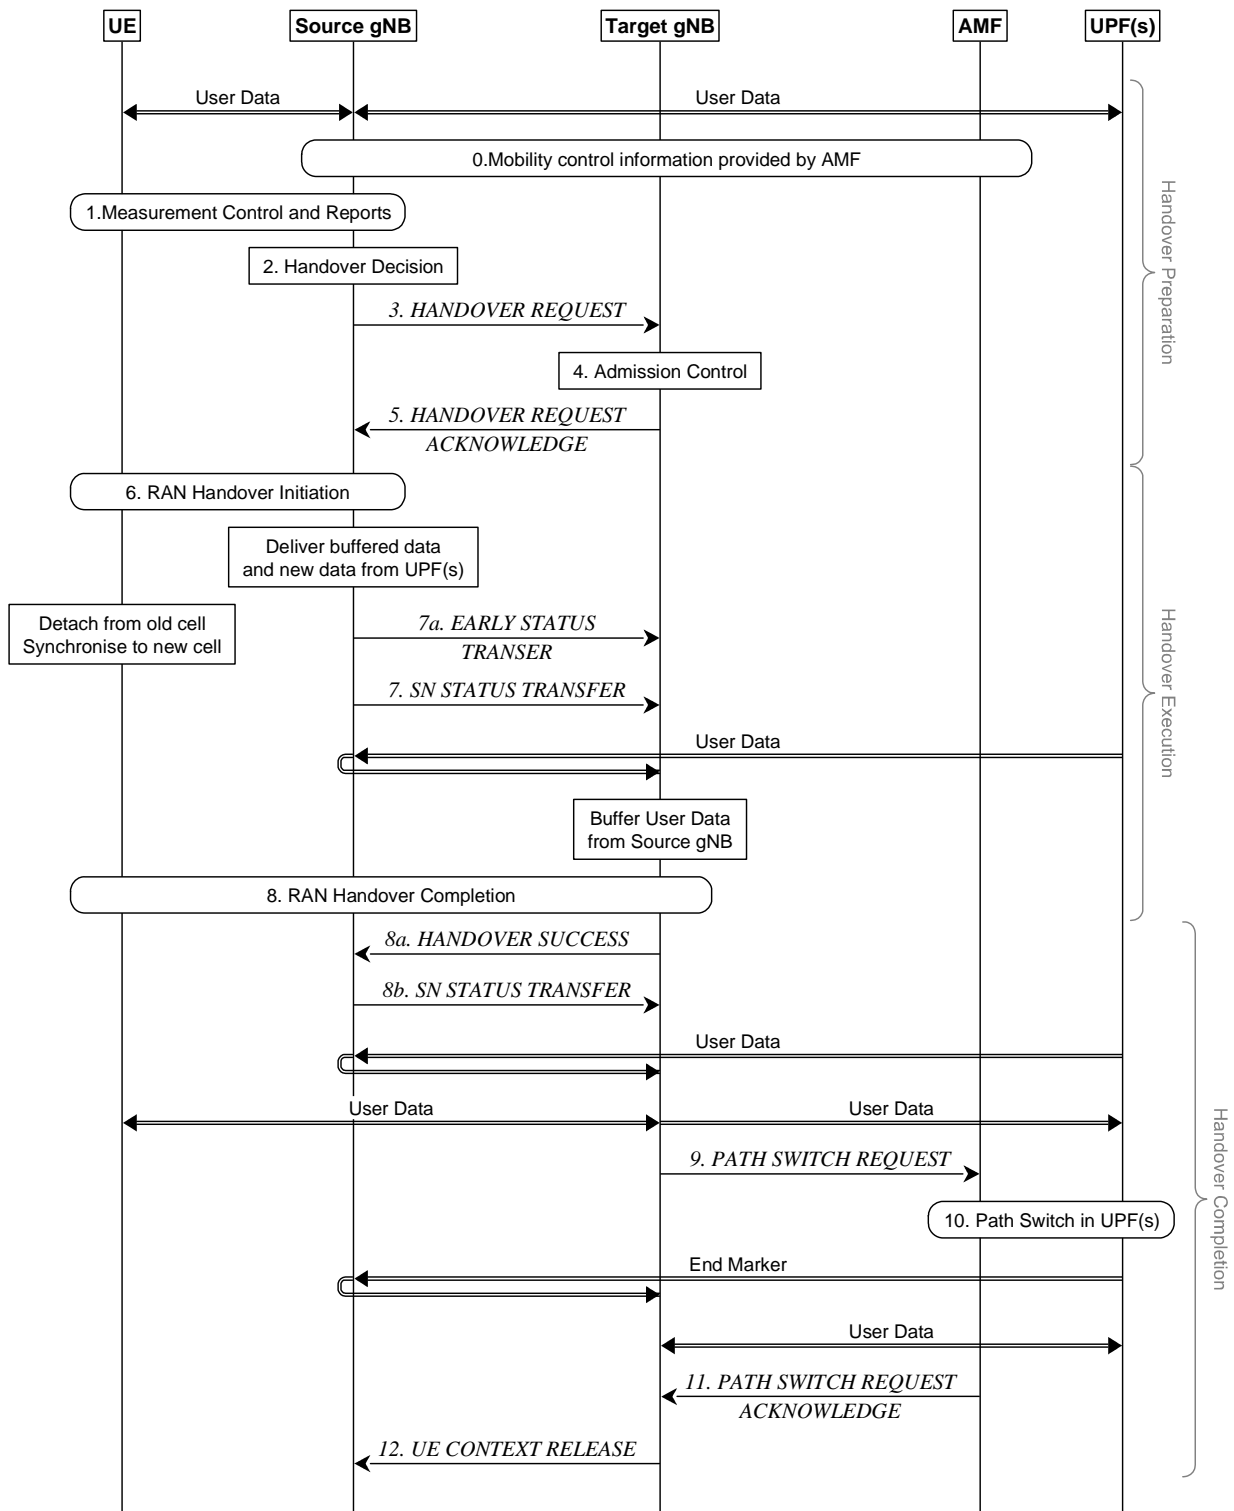 UE
Source gNB
Target gNB
AMF
UPF(s)
User Data
User Data
0.Mobility control information provided by AMF
1.Measurement Control and Reports
2. Handover Decision
3. HANDOVER REQUEST
4. Admission Control
5. HANDOVER REQUEST
ACKNOWLEDGE
Handover Preparation
6. RAN Handover Initiation
Deliver buffered data
and new data from UPF(s)
Detach from old cell
Synchronise to new cell
7a. EARLY STATUS
TRANSER
7. SN STATUS TRANSFER
User Data
Buffer User Data
from Source gNB
8. RAN Handover Completion
Handover Execution
8a. HANDOVER SUCCESS
8b. SN STATUS TRANSFER
User Data
User Data
User Data
9. PATH SWITCH REQUEST
10. Path Switch in UPF(s)
End Marker
User Data
11. PATH SWITCH REQUEST
ACKNOWLEDGE
12. UE CONTEXT RELEASE
Handover Completion